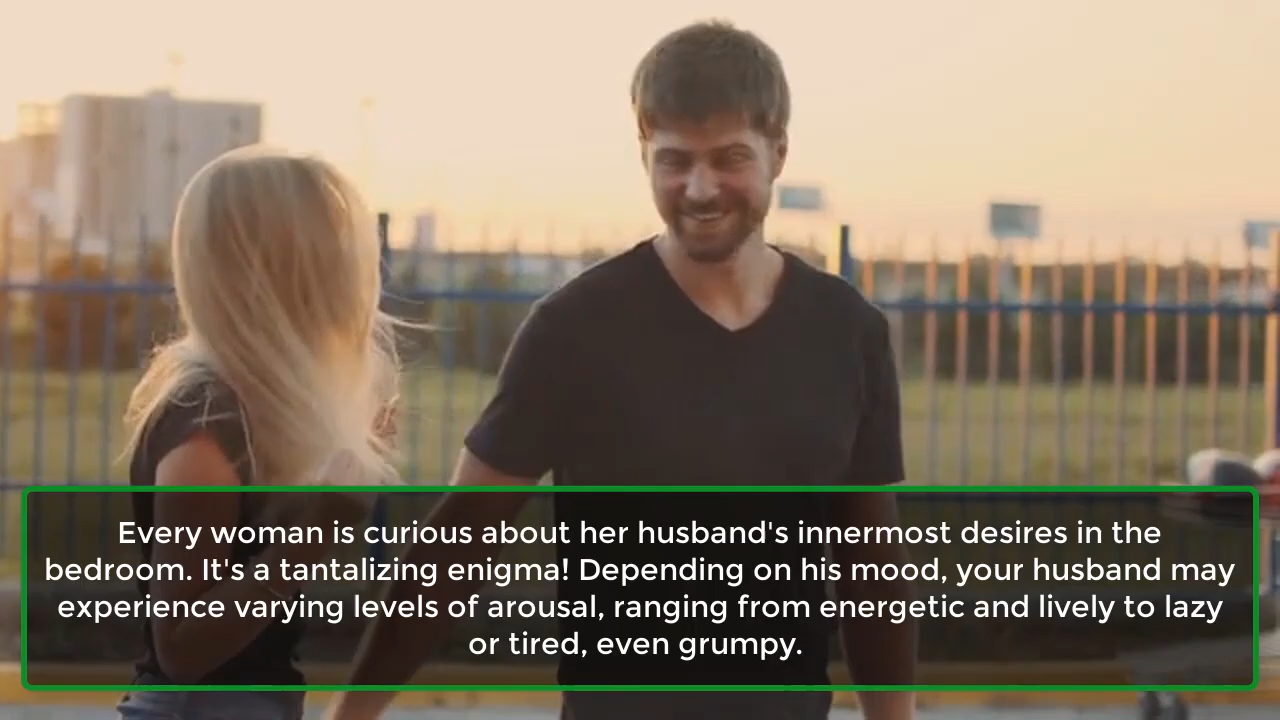 Every woman is curious about her husband's innermost desires in the
bedroom. It's a tantalizing enigma! Depending on his mood, your husband may
experience varying levels of arousal, ranging from energetic and lively to lazy
or tired, even grumpy.